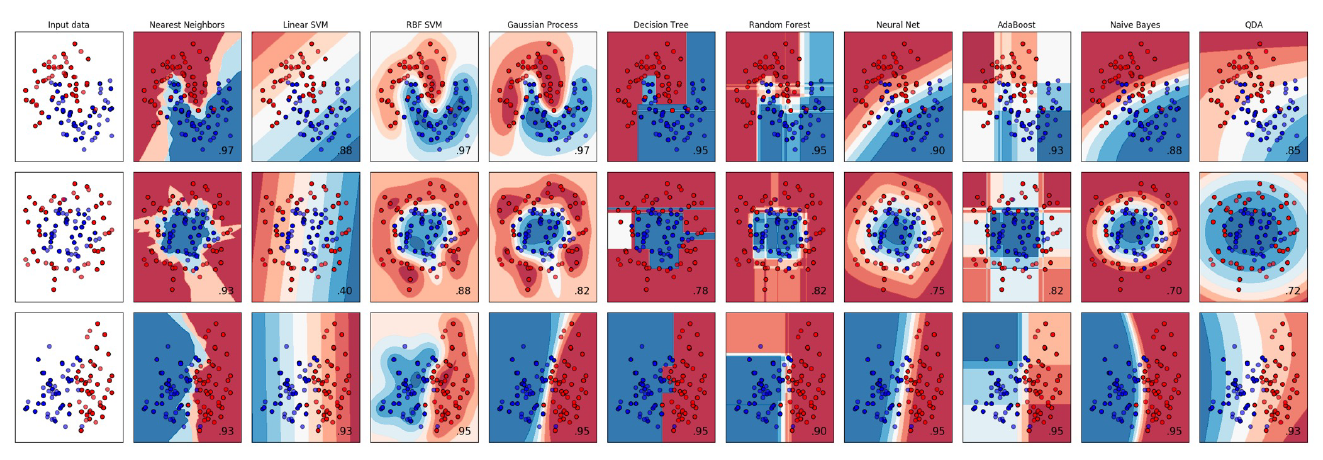 Input data Nearest Neighbors Linear SVM RBF SVM Gaussian Process Decision Tree Random Forest Neural Net AdaBoost Naive Bayes QDA
.97 .88 .97 .97 .95 .95 .90 .93 .88 .85
.93 .40 .88 .82 .78 .82 .75 .82 .70 .72
.93 .93 .95 .95 .95 .90 .95 .95 .95 .93